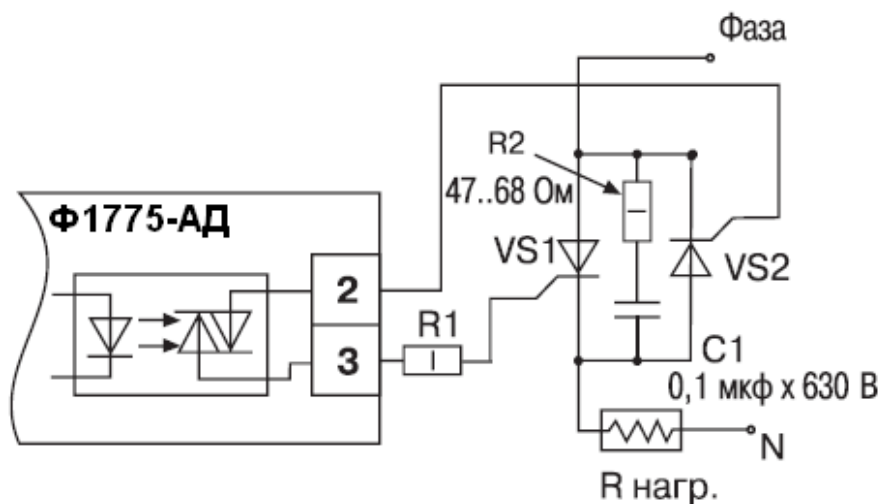 Фаза
R2
47..68 Ом
Ф1775-АД
VS1
VS2
2
R1
3
C1
0,1 мкф х 630 В
N
R нагр.